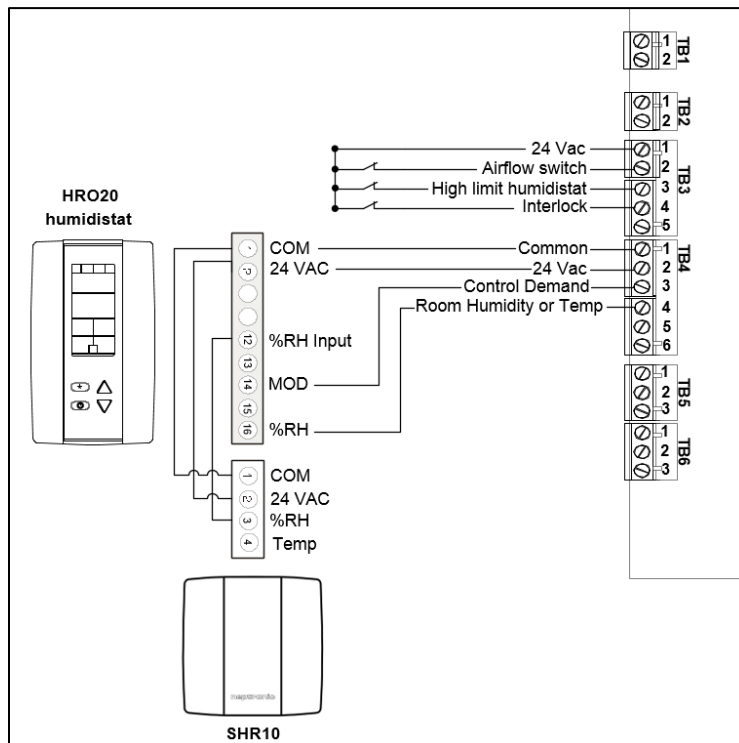 1
2
TB1
1
2
TB2
24 Vac
1
Airflow switch
2
High limit humidistat
3
Interlock
4
5
TB3
HRO20
humidistat
1
COM
Common
1
2
24 VAC
24 Vac
2
Control Demand
3
Room Humidity or Temp
4
5
6
TB4
12
%RH Input
13
14
MOD
15
16
%RH
1
2
3
TB5
1
2
3
TB6
1
COM
2
24 VAC
3
%RH
4
Temp
neptronic
SHR10